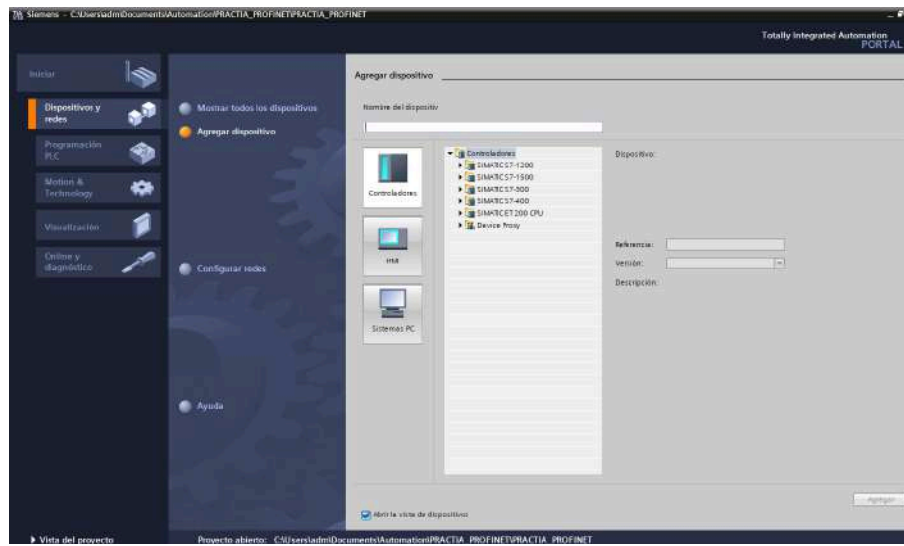 Siemens - C:\Users\adm\Documents\Automation\PRACTIA_PROFINET\PRACTIA_PROFINET
Totally Integrated Automation
PORTAL
Iniciar
Dispositivos y
redes
Programación
PLC
Motion &
Technology
Visualización
Online y
diagnóstico
Mostrar todos los dispositivos
Agregar dispositivo
Configurar redes
Ayuda
Agregar dispositivo
Nombre del dispositiv
Controladores
HMI
Sistemas PC
Controladores
SIMATIC S7-1200
SIMATIC S7-1500
SIMATIC S7-300
SIMATIC S7-400
SIMATIC ET 200 CPU
Device Proxy
Dispositivo:
Referencia:
Versión:
Descripción:
Abrir la vista de dispositivos
Agregar
Vista del proyecto
Proyecto abierto: C:\Users\adm\Documents\Automation\PRACTIA_PROFINET\PRACTIA_PROFINET